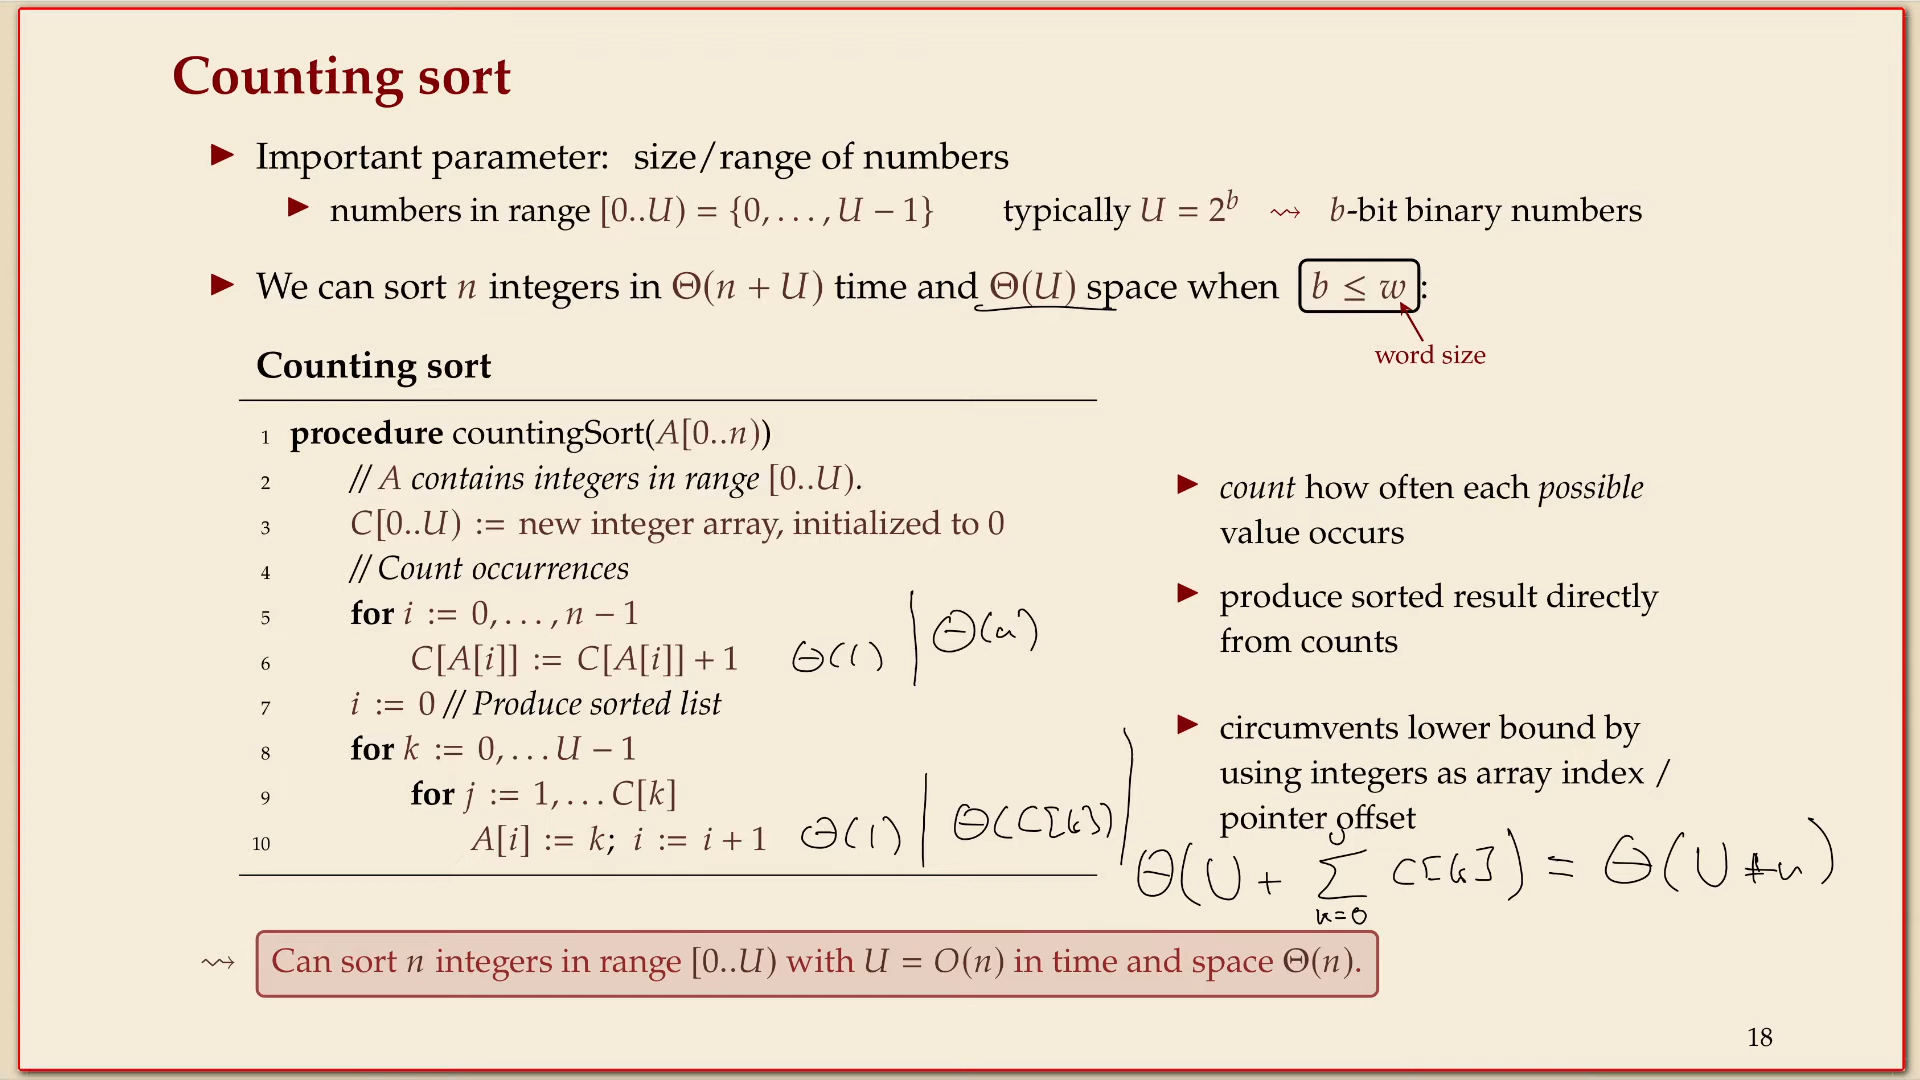 Counting sort
▶ Important parameter: size/range of numbers
▶ numbers in range [0..U) = {0, . . . , U − 1} typically U = 2^b ⇝ b-bit binary numbers
▶ We can sort n integers in Θ(n + U) time and Θ(U) space when b ≤ w :
word size
Counting sort
1 procedure countingSort(A[0..n))
2 // A contains integers in range [0..U).
3 C[0..U) := new integer array, initialized to 0
4 // Count occurrences
5 for i := 0, . . . , n − 1
6 C[A[i]] := C[A[i]] + 1 Θ(1) | Θ(n)
7 i := 0 // Produce sorted list
8 for k := 0, . . . U − 1
9 for j := 1, . . . C[k]
10 A[i] := k; i := i + 1 Θ(1) | Θ(C[k]) |
▶ count how often each possible
value occurs
▶ produce sorted result directly
from counts
▶ circumvents lower bound by
using integers as array index /
pointer offset
Θ(U + ∑ C[k]) = Θ(U + n)
k=0
⇝ Can sort n integers in range [0..U) with U = O(n) in time and space Θ(n).
18